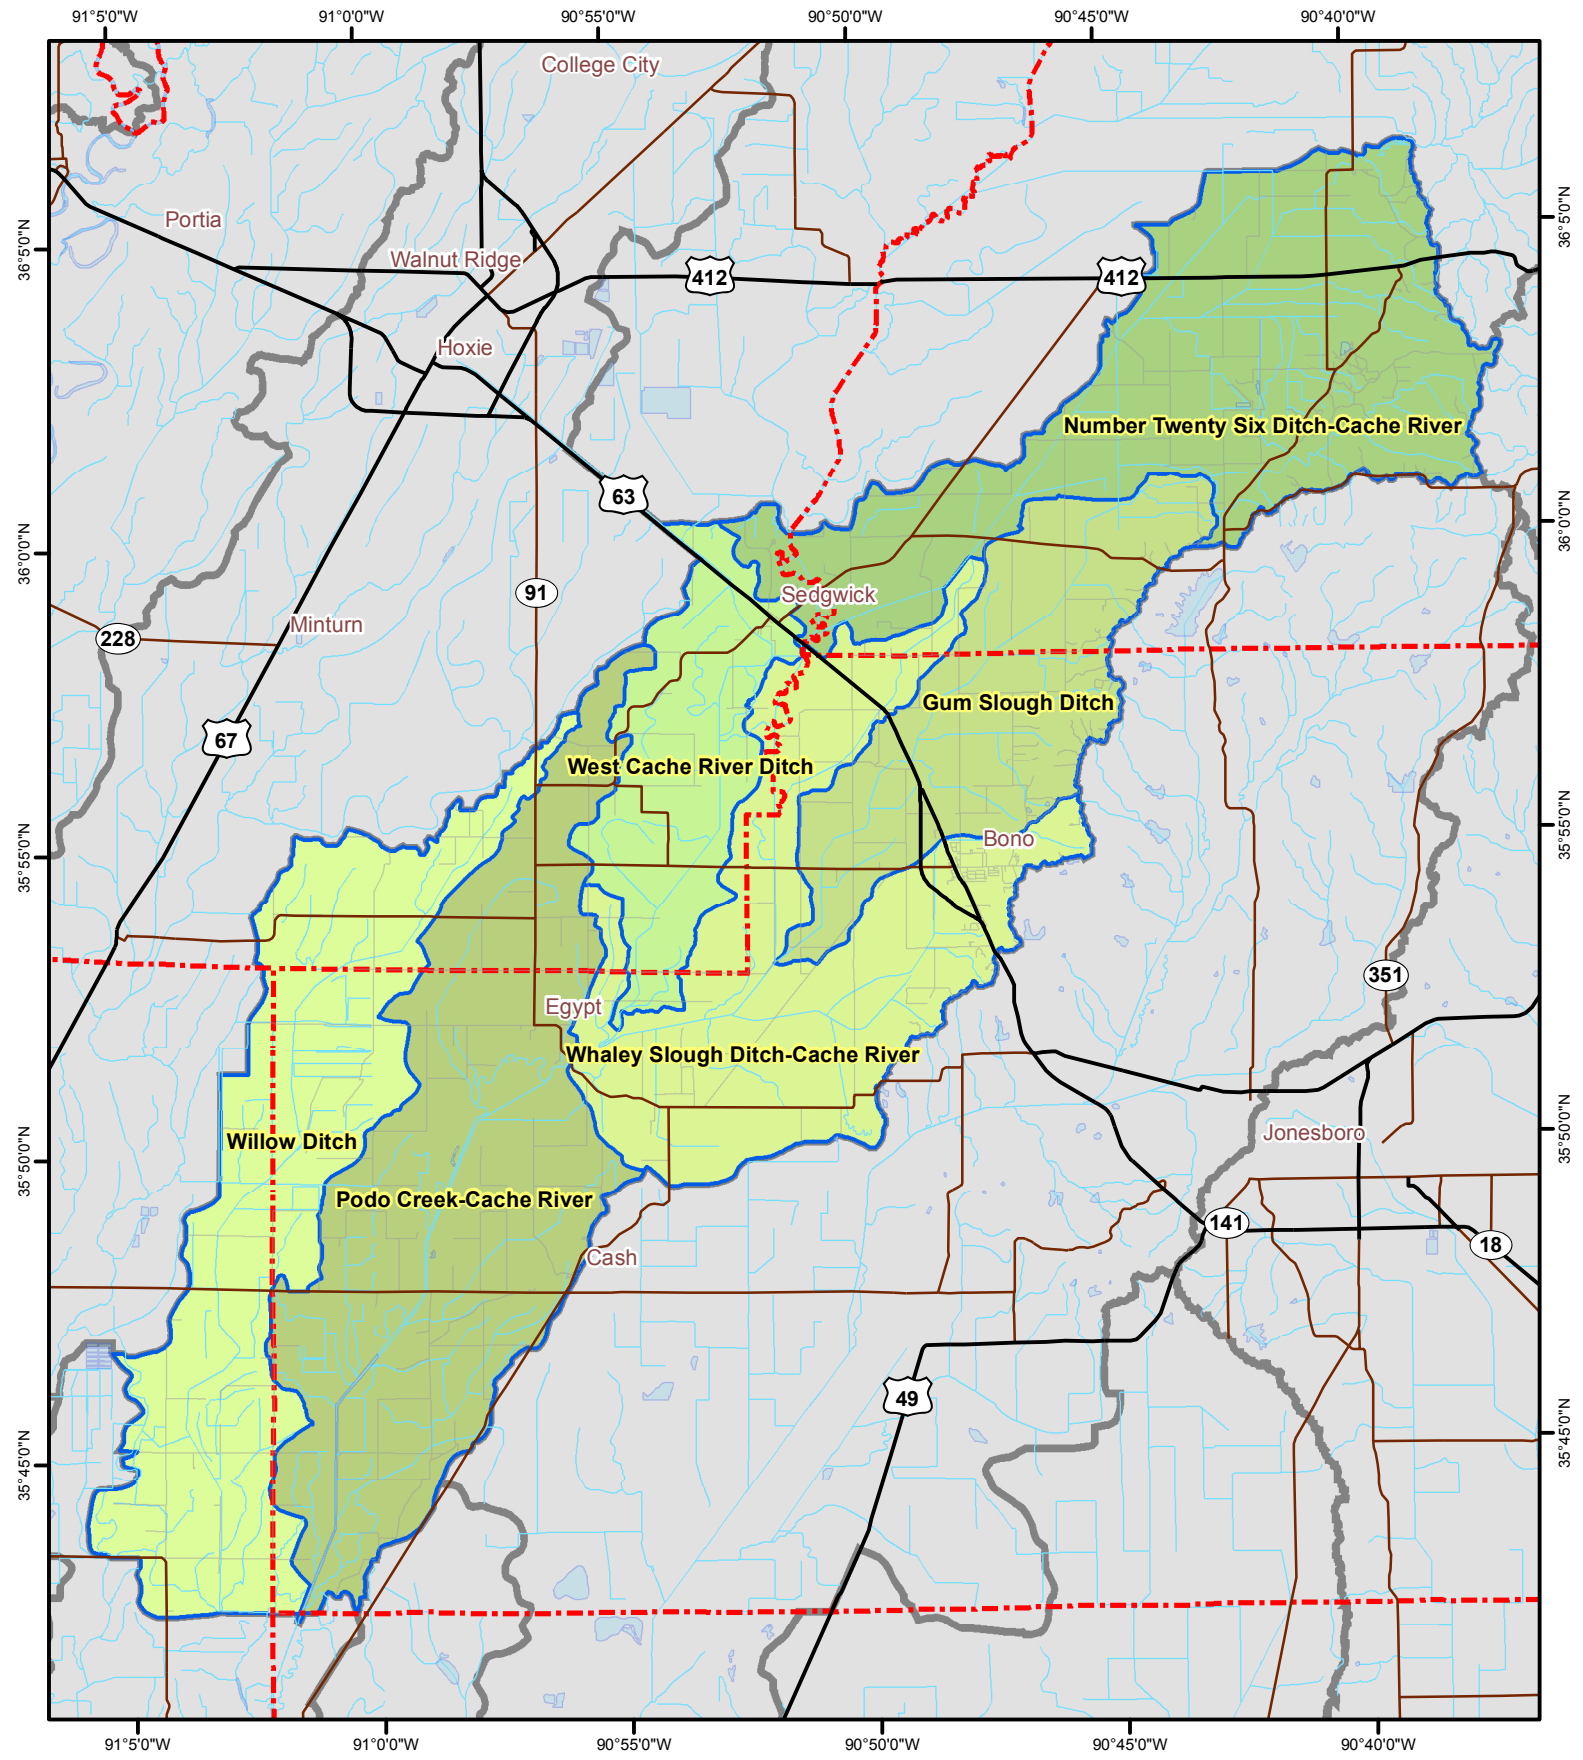 91°5'0"W 91°0'0"W 90°55'0"W 90°50'0"W 90°45'0"W 90°40'0"W
College City
Portia
36°5'0"N
36°5'0"N
Walnut Ridge
412
412
Hoxie
Number Twenty Six Ditch-Cache River
63
36°0'0"N
36°0'0"N
91
Sedgwick
228
Minturn
Gum Slough Ditch
67
West Cache River Ditch
35°55'0"N
35°55'0"N
Bono
351
Egypt
Whaley Slough Ditch-Cache River
35°50'0"N
35°50'0"N
Willow Ditch
Jonesboro
Podo Creek-Cache River
141
18
Cash
49
35°45'0"N
35°45'0"N
91°5'0"W 91°0'0"W 90°55'0"W 90°50'0"W 90°45'0"W 90°40'0"W